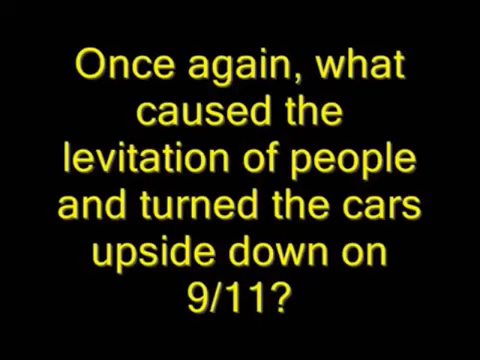 Once again, what
caused the
levitation of people
and turned the cars
upside down on
9/11?